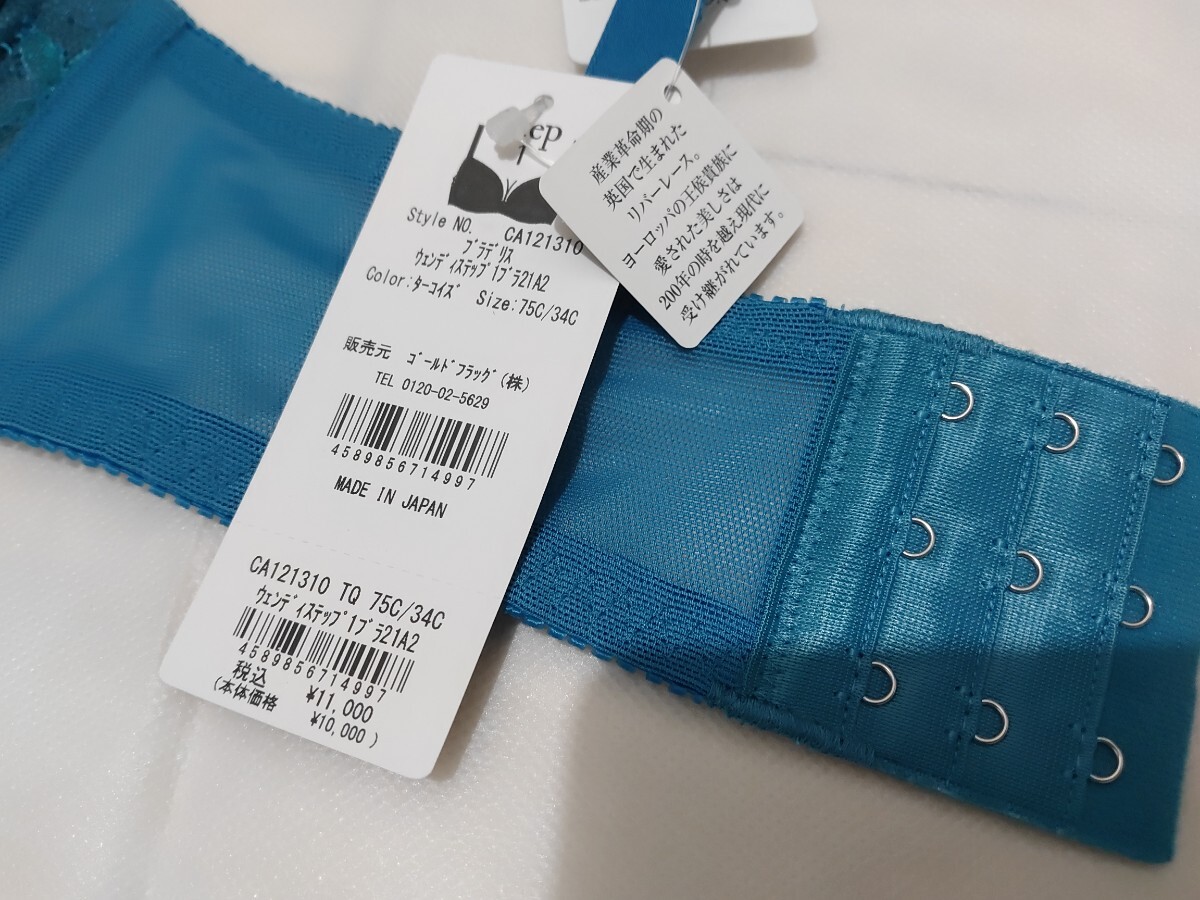 Style NO. CA121310
ﾌﾞﾗﾃﾞﾘｽ
ｳｪﾝﾃﾞｨｽﾃｯﾌﾟ1ﾌﾞﾗ21A2
Color:ﾀｰｺｲｽﾞ Size:75C/34C
販売元 ｺﾞｰﾙﾄﾞﾌﾗｯｸﾞ(株)
TEL 0120-02-5629
4589856714997
MADE IN JAPAN
CA121310 TQ 75C/34C
ｳｪﾝﾃﾞｨｽﾃｯﾌﾟ1ﾌﾞﾗ21A2
4589856714997
税込 ¥11,000
(本体価格 ¥10,000)
産業革命期の
英国で生まれた
リバーレース。
ヨーロッパの王侯貴族に
愛された美しさは
200年の時を越え現代に
受け継がれています。